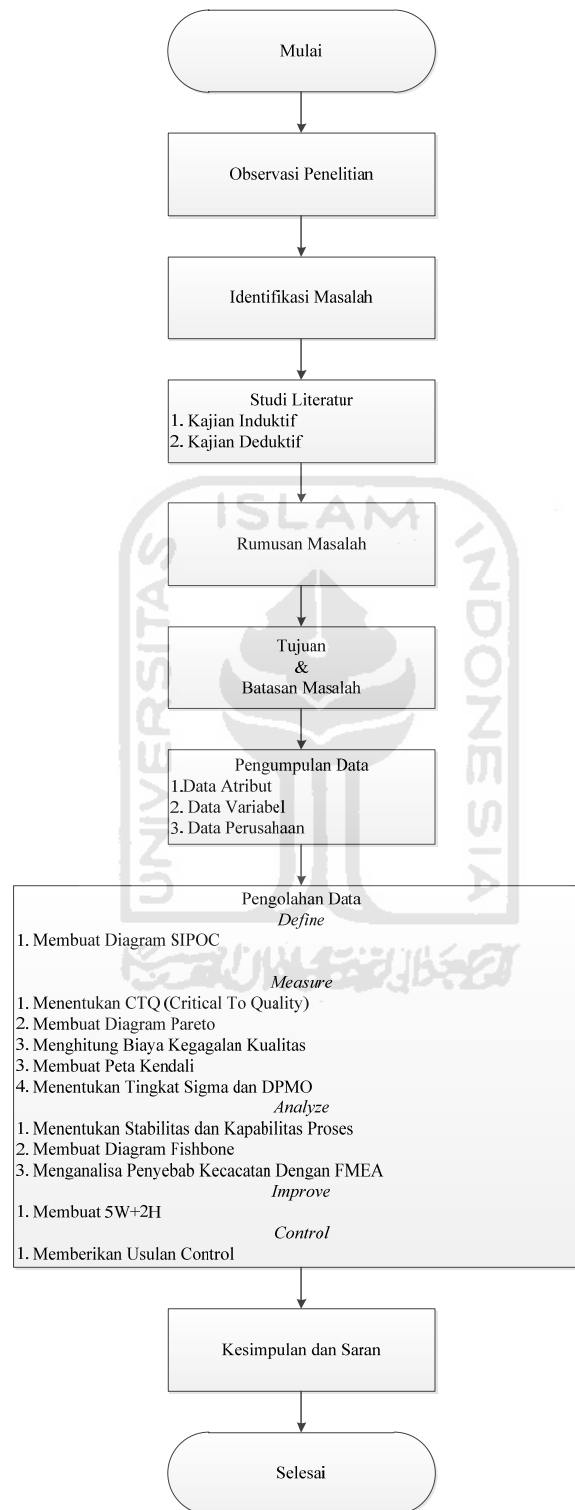 Mulai
Observasi Penelitian
Identifikasi Masalah
Studi Literatur
1. Kajian Induktif
2. Kajian Deduktif
ISLAM
UNIVERSITAS
INDONESIA
Rumusan Masalah
Tujuan
&
Batasan Masalah
Pengumpulan Data
1.Data Atribut
2. Data Variabel
3. Data Perusahaan
Pengolahan Data
Define
1. Membuat Diagram SIPOC
Measure
1. Menentukan CTQ (Critical To Quality)
2. Membuat Diagram Pareto
3. Menghitung Biaya Kegagalan Kualitas
3. Membuat Peta Kendali
4. Menentukan Tingkat Sigma dan DPMO
Analyze
1. Menentukan Stabilitas dan Kapabilitas Proses
2. Membuat Diagram Fishbone
3. Menganalisa Penyebab Kecacatan Dengan FMEA
Improve
1. Membuat 5W+2H
Control
1. Memberikan Usulan Control
Kesimpulan dan Saran
Selesai